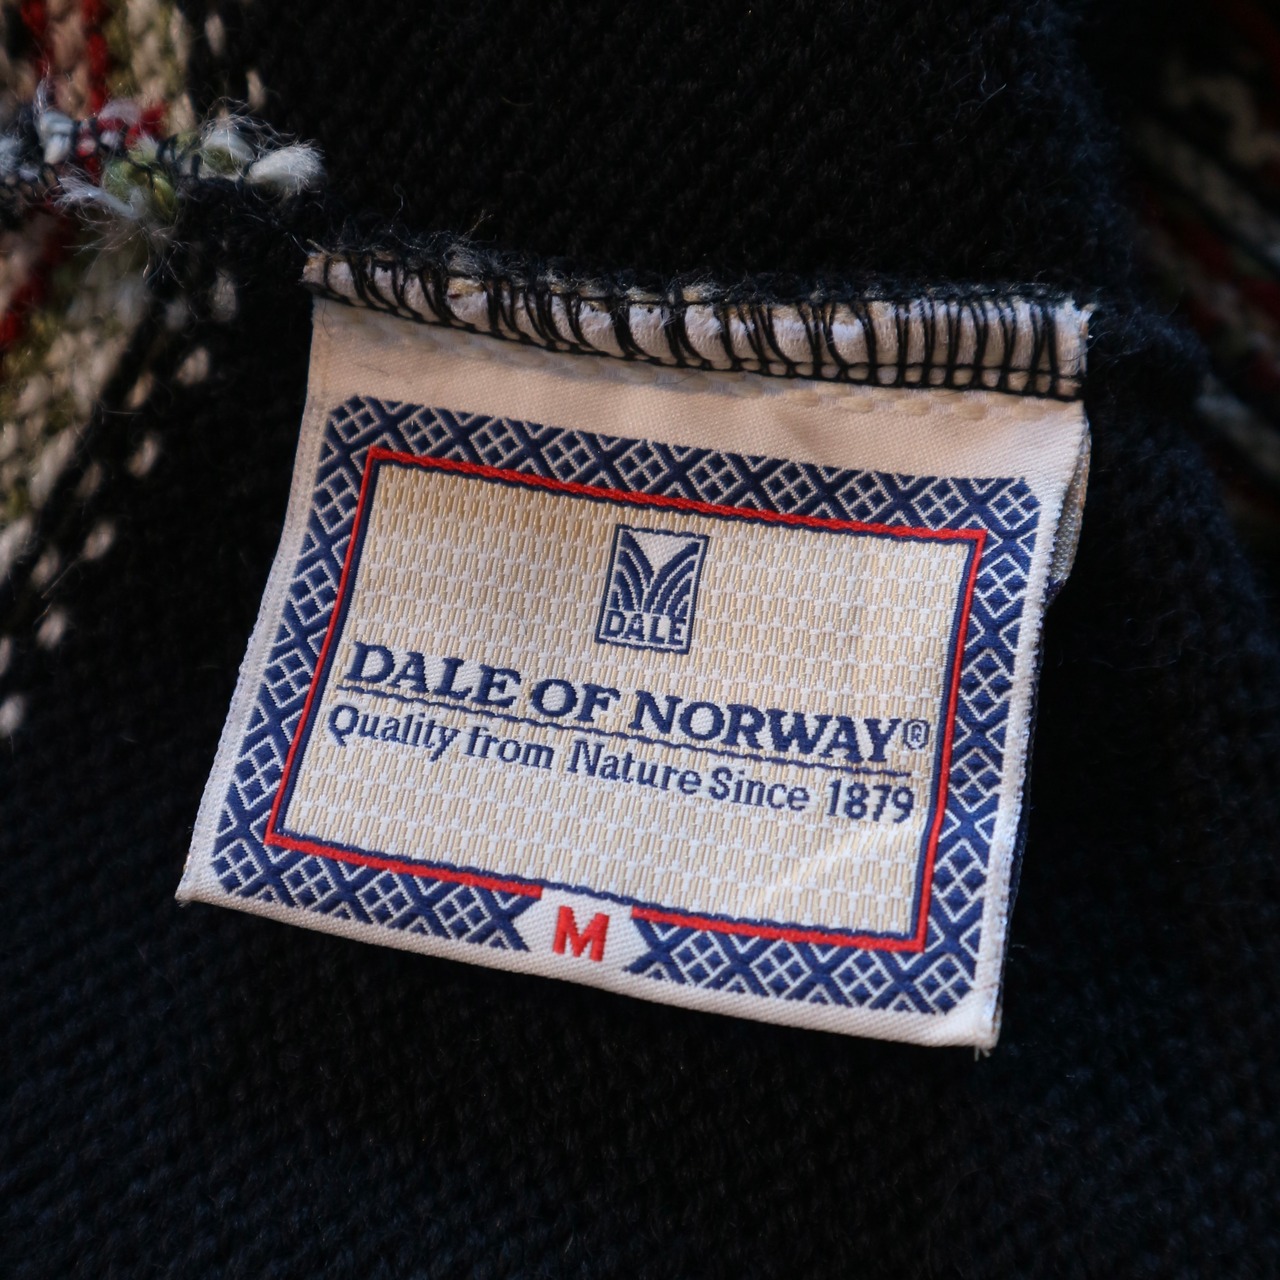 DALE
DALE OF NORWAY®
Quality from Nature Since 1879
M